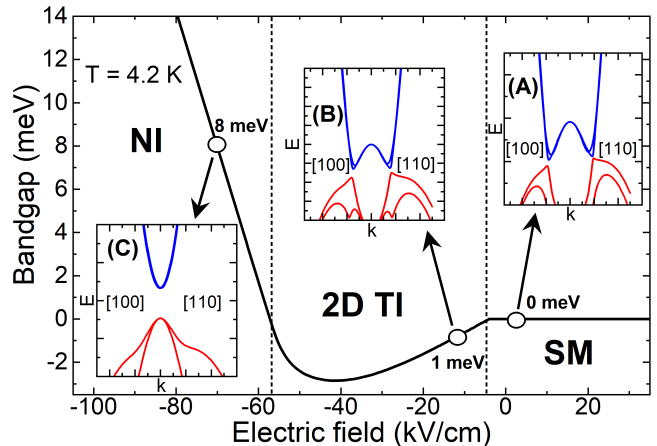 14
12
10
8
6
4
2
0
-2
Bandgap (meV)
T = 4.2 K
NI
8 meV
(B)
E
[100]
[110]
k
(A)
E
[100]
[110]
k
(C)
E
[100]
[110]
k
2D TI
1 meV
0 meV
SM
-100 -80 -60 -40 -20 0 20
Electric field (kV/cm)